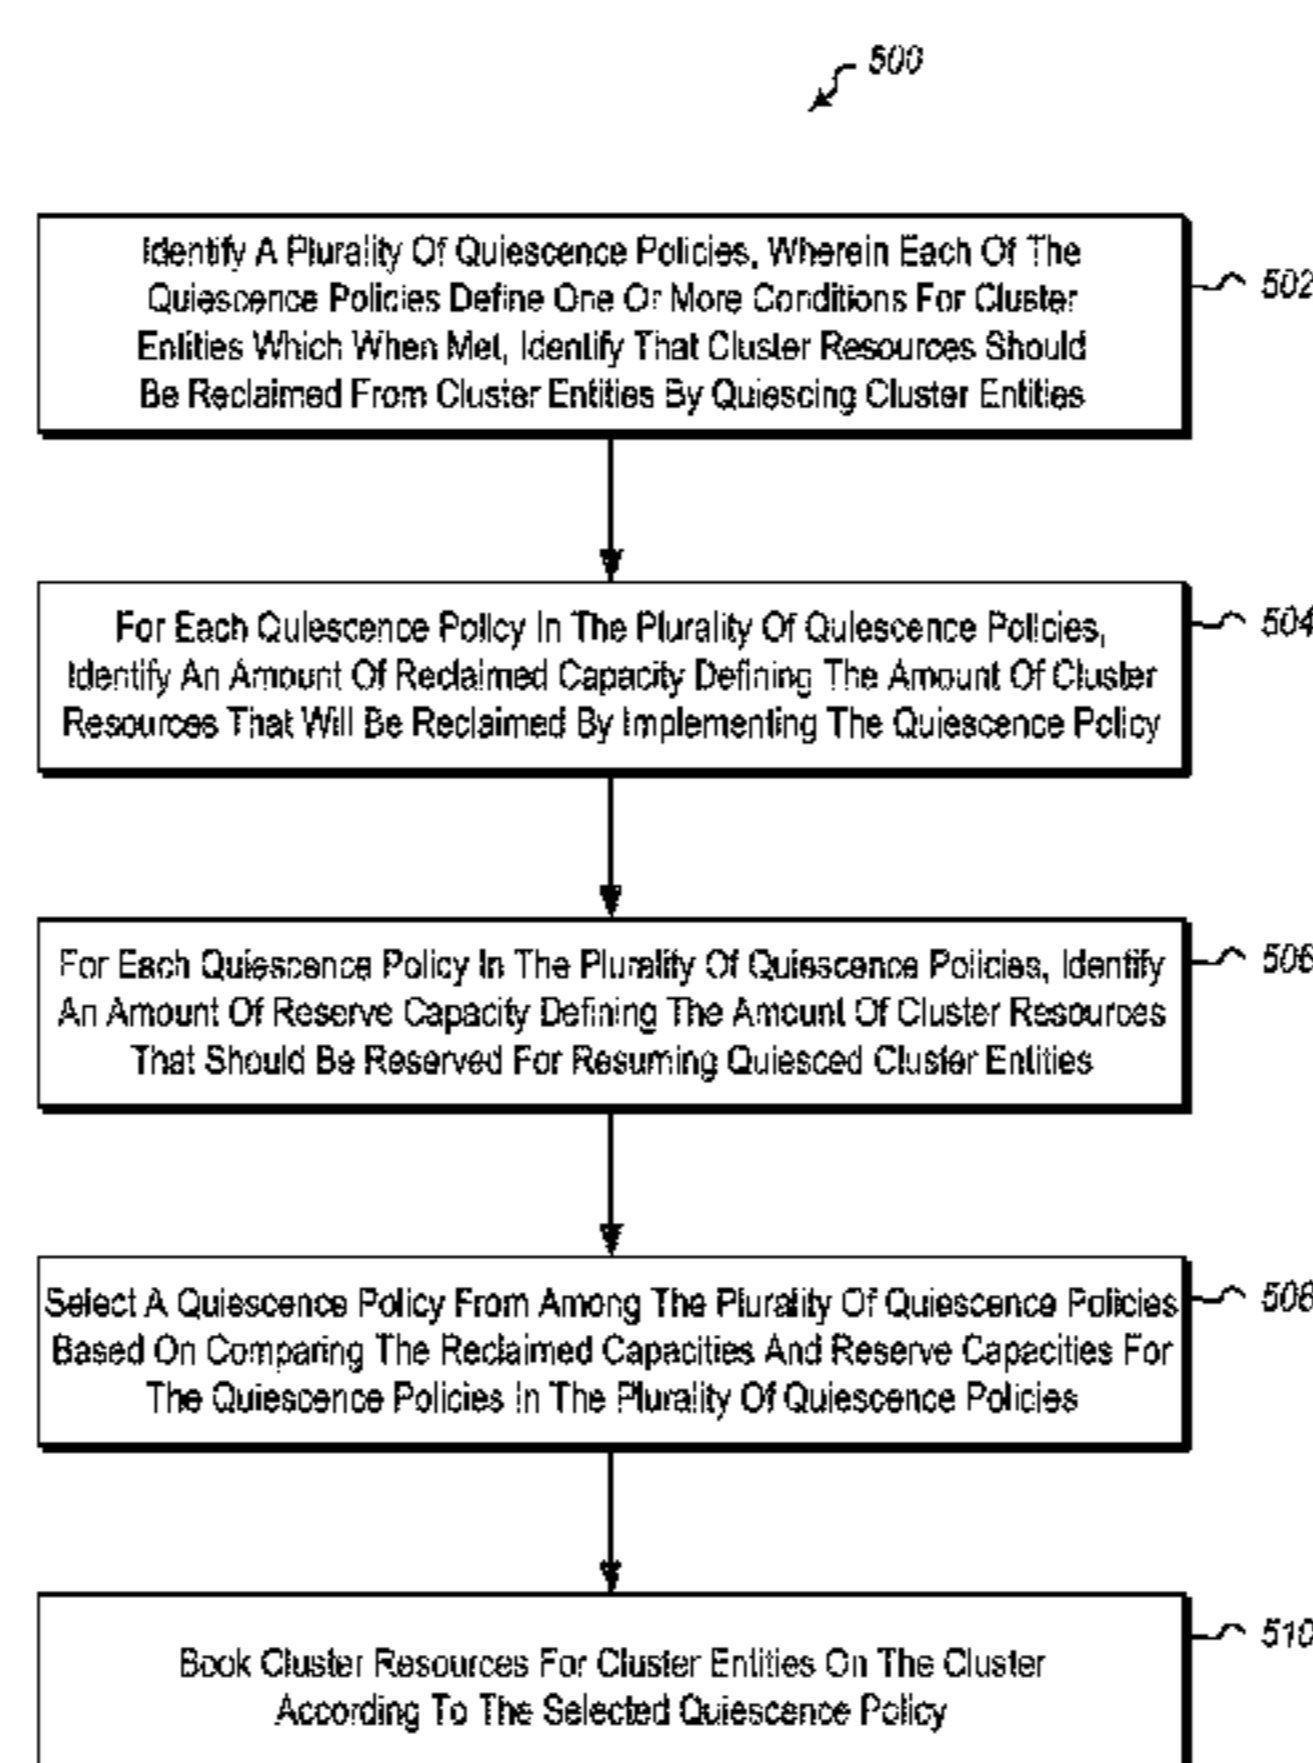 500
Identify A Plurality Of Quiescence Policies, Wherein Each Of The
Quiescence Policies Define One Or More Conditions For Cluster
Entities Which When Met, Identify That Cluster Resources Should
Be Reclaimed From Cluster Entities By Quiescing Cluster Entities
502
For Each Quiescence Policy In The Plurality Of Quiescence Policies,
Identify An Amount Of Reclaimed Capacity Defining The Amount Of Cluster
Resources That Will Be Reclaimed By Implementing The Quiescence Policy
504
For Each Quiescence Policy In The Plurality Of Quiescence Policies, Identify
An Amount Of Reserve Capacity Defining The Amount Of Cluster Resources
That Should Be Reserved For Resuming Quiesced Cluster Entities
506
Select A Quiescence Policy From Among The Plurality Of Quiescence Policies
Based On Comparing The Reclaimed Capacities And Reserve Capacities For
The Quiescence Policies In The Plurality Of Quiescence Policies
508
Book Cluster Resources For Cluster Entities On The Cluster
According To The Selected Quiescence Policy
510